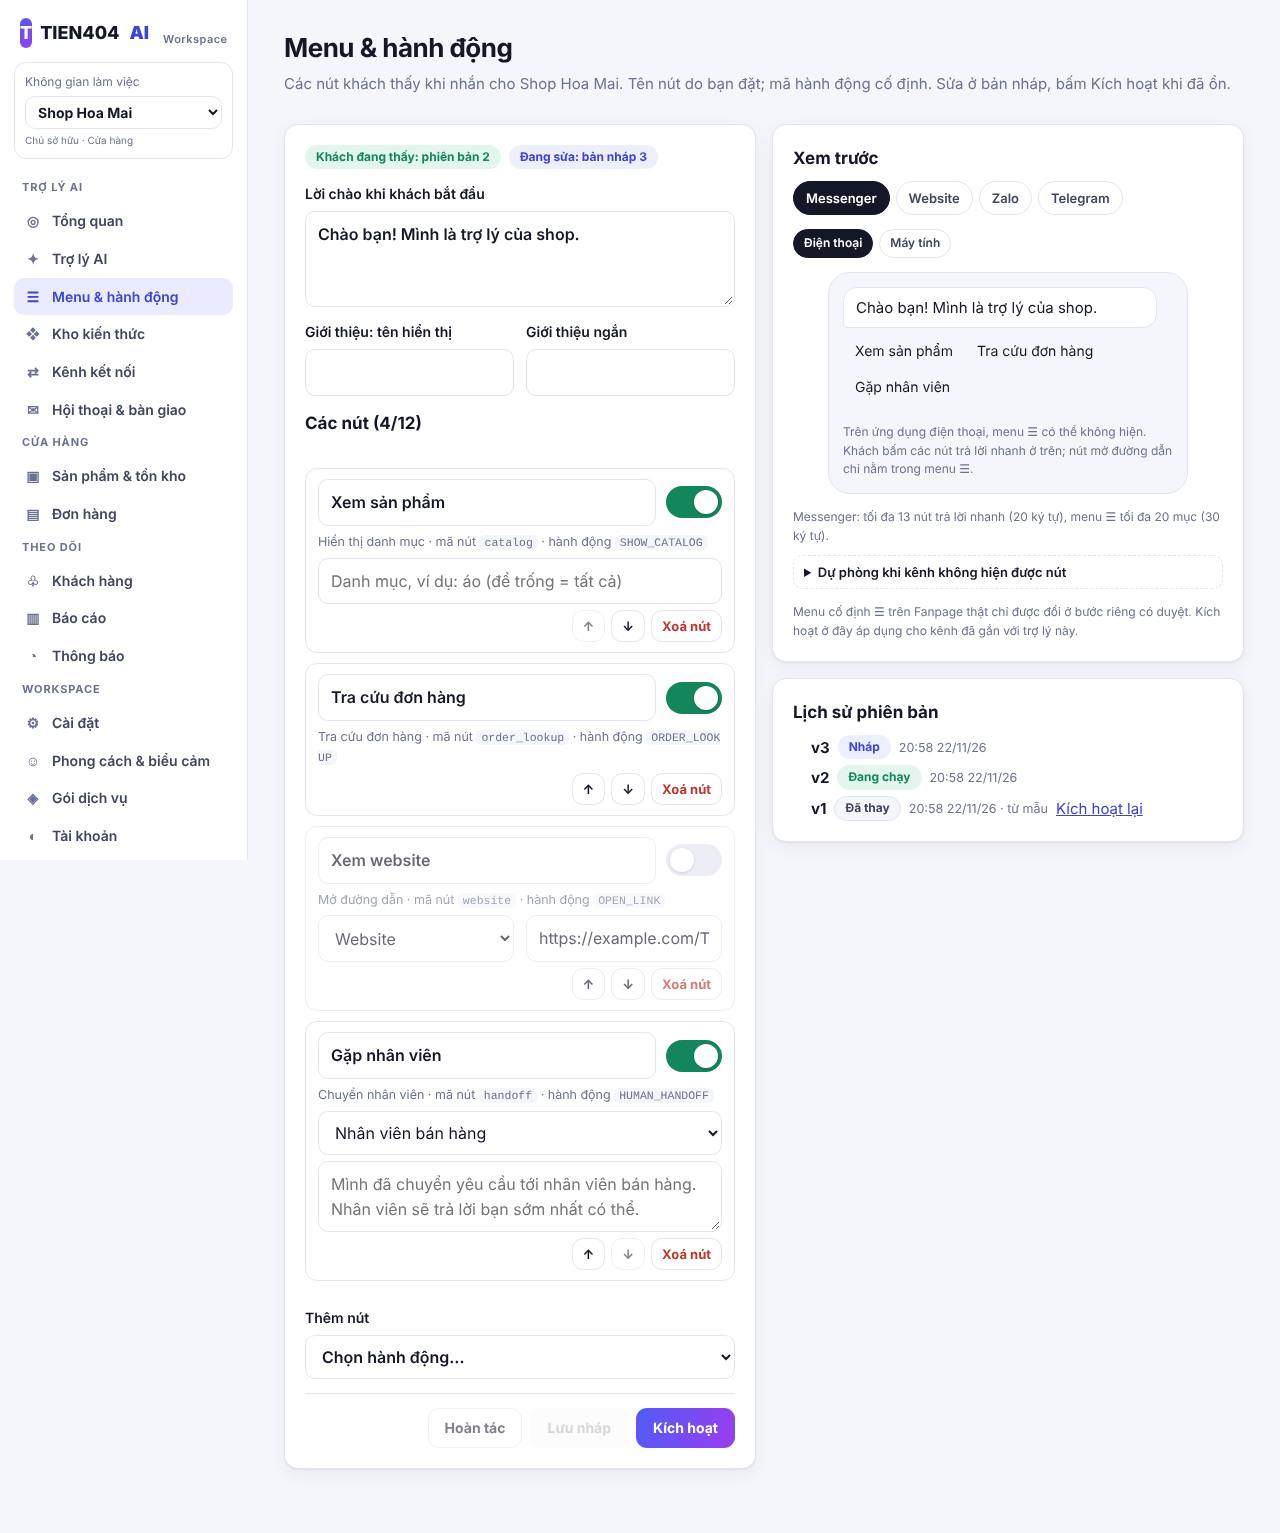 TIEN404 AI Workspace
Không gian làm việc
Shop Hoa Mai
Chủ sở hữu · Cửa hàng
TRỢ LÝ AI
Tổng quan
Trợ lý AI
Menu & hành động
Kho kiến thức
Kênh kết nối
Hội thoại & bàn giao
CỬA HÀNG
Sản phẩm & tồn kho
Đơn hàng
THEO DÕI
Khách hàng
Báo cáo
Thông báo
WORKSPACE
Cài đặt
Phong cách & biểu cảm
Gói dịch vụ
Tài khoản
Menu & hành động
Các nút khách thấy khi nhắn cho Shop Hoa Mai. Tên nút do bạn đặt; mã hành động cố định. Sửa ở bản nháp, bấm Kích hoạt khi đã ổn.
Khách đang thấy: phiên bản 2
Đang sửa: bản nháp 3
Lời chào khi khách bắt đầu
Chào bạn! Mình là trợ lý của shop.
Giới thiệu: tên hiển thị
Giới thiệu ngắn
Các nút (4/12)
Xem sản phẩm
Hiển thị danh mục · mã nút catalog · hành động SHOW_CATALOG
Danh mục, ví dụ: áo (để trống = tất cả)
↑ ↓ Xoá nút
Tra cứu đơn hàng
Tra cứu đơn hàng · mã nút order_lookup · hành động ORDER_LOOK
UP
↑ ↓ Xoá nút
Xem website
Mở đường dẫn · mã nút website · hành động OPEN_LINK
Website
https://example.com/T
↑ ↓ Xoá nút
Gặp nhân viên
Chuyển nhân viên · mã nút handoff · hành động HUMAN_HANDOFF
Nhân viên bán hàng
Mình đã chuyển yêu cầu tới nhân viên bán hàng.
Nhân viên sẽ trả lời bạn sớm nhất có thể.
↑ ↓ Xoá nút
Thêm nút
Chọn hành động...
Hoàn tác
Lưu nháp
Kích hoạt
Xem trước
Messenger
Website
Zalo
Telegram
Điện thoại
Máy tính
Chào bạn! Mình là trợ lý của shop.
Xem sản phẩm
Tra cứu đơn hàng
Gặp nhân viên
Trên ứng dụng điện thoại, menu ☰ có thể không hiện.
Khách bấm các nút trả lời nhanh ở trên; nút mở đường dẫn
chỉ nằm trong menu ☰.
Messenger: tối đa 13 nút trả lời nhanh (20 ký tự), menu ☰ tối đa 20 mục (30
ký tự).
▶ Dự phòng khi kênh không hiện được nút
Menu cố định ☰ trên Fanpage thật chỉ được đổi ở bước riêng có duyệt. Kích
hoạt ở đây áp dụng cho kênh đã gắn với trợ lý này.
Lịch sử phiên bản
v3 Nháp 20:58 22/11/26
v2 Đang chạy 20:58 22/11/26
v1 Đã thay 20:58 22/11/26 · từ mẫu Kích hoạt lại